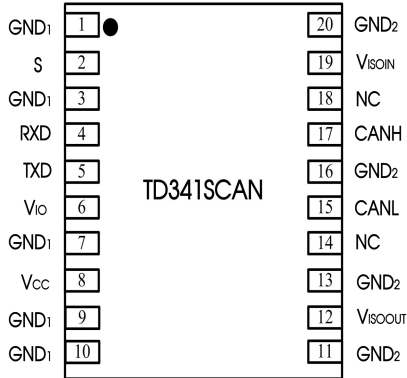 GND1 1 20 GND2
S 2 19 VISOIN
GND1 3 18 NC
RXD 4 17 CANH
TXD 5 16 GND2
TD341SCAN
VIO 6 15 CANL
GND1 7 14 NC
VCC 8 13 GND2
GND1 9 12 VISOOUT
GND1 10 11 GND2